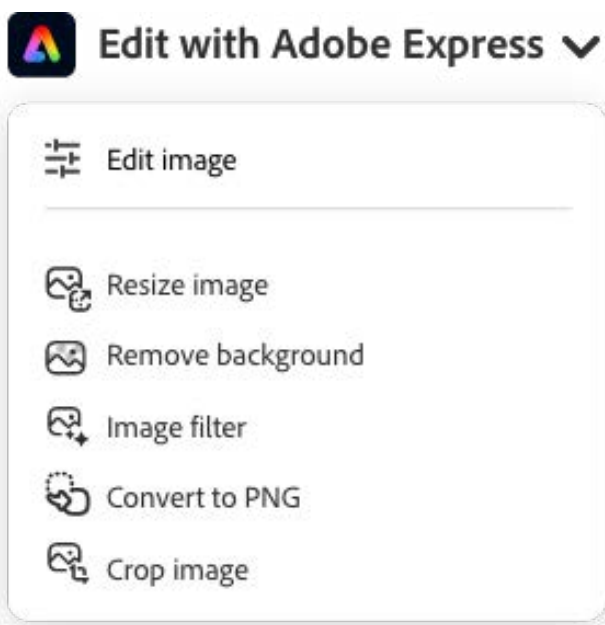 Edit with Adobe Express
Edit image
Resize image
Remove background
Image filter
Convert to PNG
Crop image